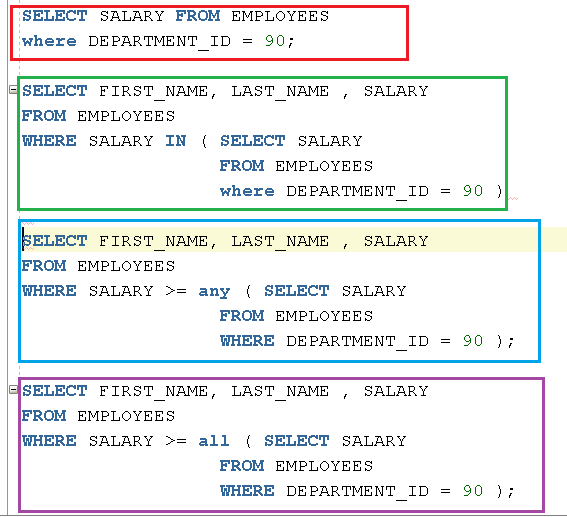 SELECT SALARY FROM EMPLOYEES
where DEPARTMENT_ID = 90;
SELECT FIRST_NAME, LAST_NAME , SALARY
FROM EMPLOYEES
WHERE SALARY IN ( SELECT SALARY
FROM EMPLOYEES
where DEPARTMENT_ID = 90 )
SELECT FIRST_NAME, LAST_NAME , SALARY
FROM EMPLOYEES
WHERE SALARY >= any ( SELECT SALARY
FROM EMPLOYEES
WHERE DEPARTMENT_ID = 90 );
SELECT FIRST_NAME, LAST_NAME , SALARY
FROM EMPLOYEES
WHERE SALARY >= all ( SELECT SALARY
FROM EMPLOYEES
WHERE DEPARTMENT_ID = 90 );